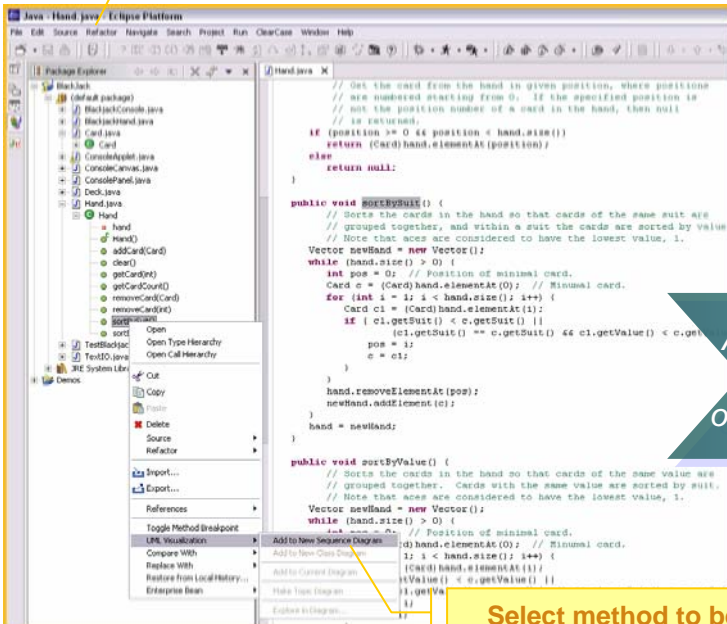 Java - Hand.java - Eclipse Platform
File Edit Source Refactor Navigate Search Project Run ClearCase Window Help
Package Explorer
BlackJack
(default package)
BlackjackConsole.java
BlackjackHand.java
Card.java
Card
ConsoleApplet.java
ConsoleCanvas.java
ConsolePanel.java
Deck.java
Hand.java
Hand
hand
Hand()
addCard(Card)
clear()
getCard(int)
getCardCount()
removeCard(Card)
removeCard(int)
TestBlackjac
TextIO.java
JRE System Libr
Demos
Open
Open Type Hierarchy
Open Call Hierarchy
Cut
Copy
Paste
Delete
Source
Refactor
Import...
Export...
References
Toggle Method Breakpoint
UML Visualization
Compare With
Replace With
Restore from Local History...
Enterprise Bean
Add to New Sequence Diagram
Add to New Class Diagram
Add to Current Diagram
Make Topic Diagram
Explore in Diagram...
Hand.java
// Get the card from the hand in given position, where positions
// are numbered starting from 0. If the specified position is
// not the position number of a card in the hand, then null
// is returned.
if (position >= 0 && position < hand.size())
return (Card)hand.elementAt(position);
else
return null;
}
public void sortBySuit() {
// Sorts the cards in the hand so that cards of the same suit are
// grouped together, and within a suit the cards are sorted by value
// Note that aces are considered to have the lowest value, 1.
Vector newHand = new Vector();
while (hand.size() > 0) {
int pos = 0; // Position of minimal card.
Card c = (Card)hand.elementAt(0); // Minumal card.
for (int i = 1; i < hand.size(); i++) {
Card c1 = (Card)hand.elementAt(i);
if ( c1.getSuit() < c.getSuit() ||
(c1.getSuit() == c.getSuit() && c1.getValue() < c.get
pos = i;
c = c1;
}
}
hand.removeElementAt(pos);
newHand.addElement(c);
}
hand = newHand;
}
public void sortByValue() {
// Sorts the cards in the hand so that cards of the same value are
// grouped together. Cards with the same value are sorted by suit.
// Note that aces are considered to have the lowest value, 1.
Vector newHand = new Vector();
while (hand.size() > 0) {
// Position of minimal card.
d)hand.elementAt(0); // Minumal card.
1; i < hand.size(); i++) {
(Card)hand.elementAt(i);
tValue() < c.getValue() ||
Select method to be